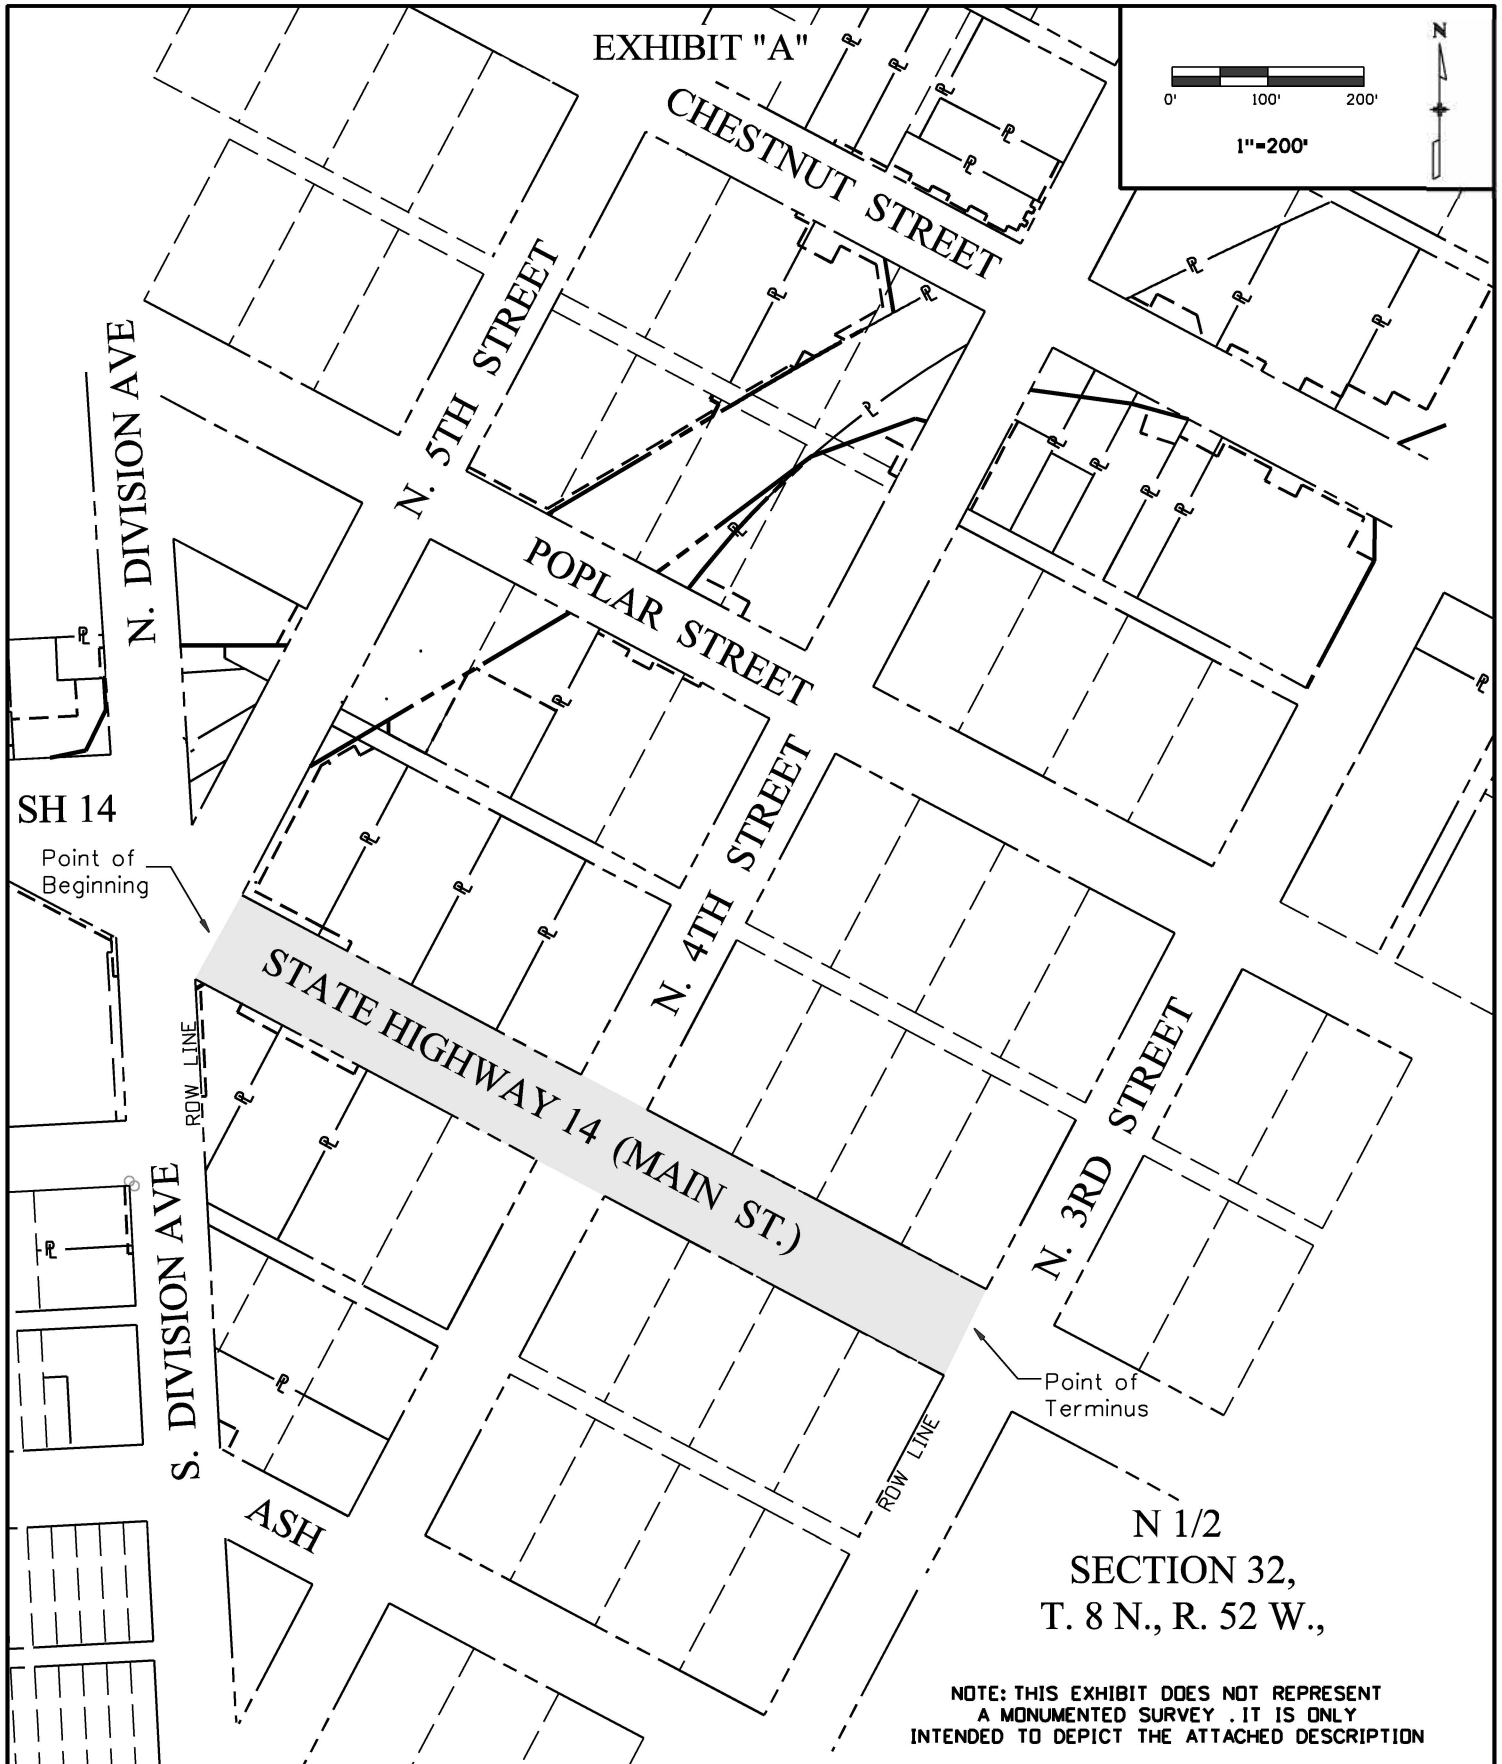 EXHIBIT "A"
N
0' 100' 200'
1"=200'
CHESTNUT STREET
N. 5TH STREET
N. DIVISION AVE
POPLAR STREET
SH 14
Point of
Beginning
N. 4TH STREET
STATE HIGHWAY 14 (MAIN ST.)
N. 3RD STREET
ROW LINE
S. DIVISION AVE
Point of
Terminus
ROW LINE
ASH
N 1/2
SECTION 32,
T. 8 N., R. 52 W.,
NOTE: THIS EXHIBIT DOES NOT REPRESENT
A MONUMENTED SURVEY . IT IS ONLY
INTENDED TO DEPICT THE ATTACHED DESCRIPTION